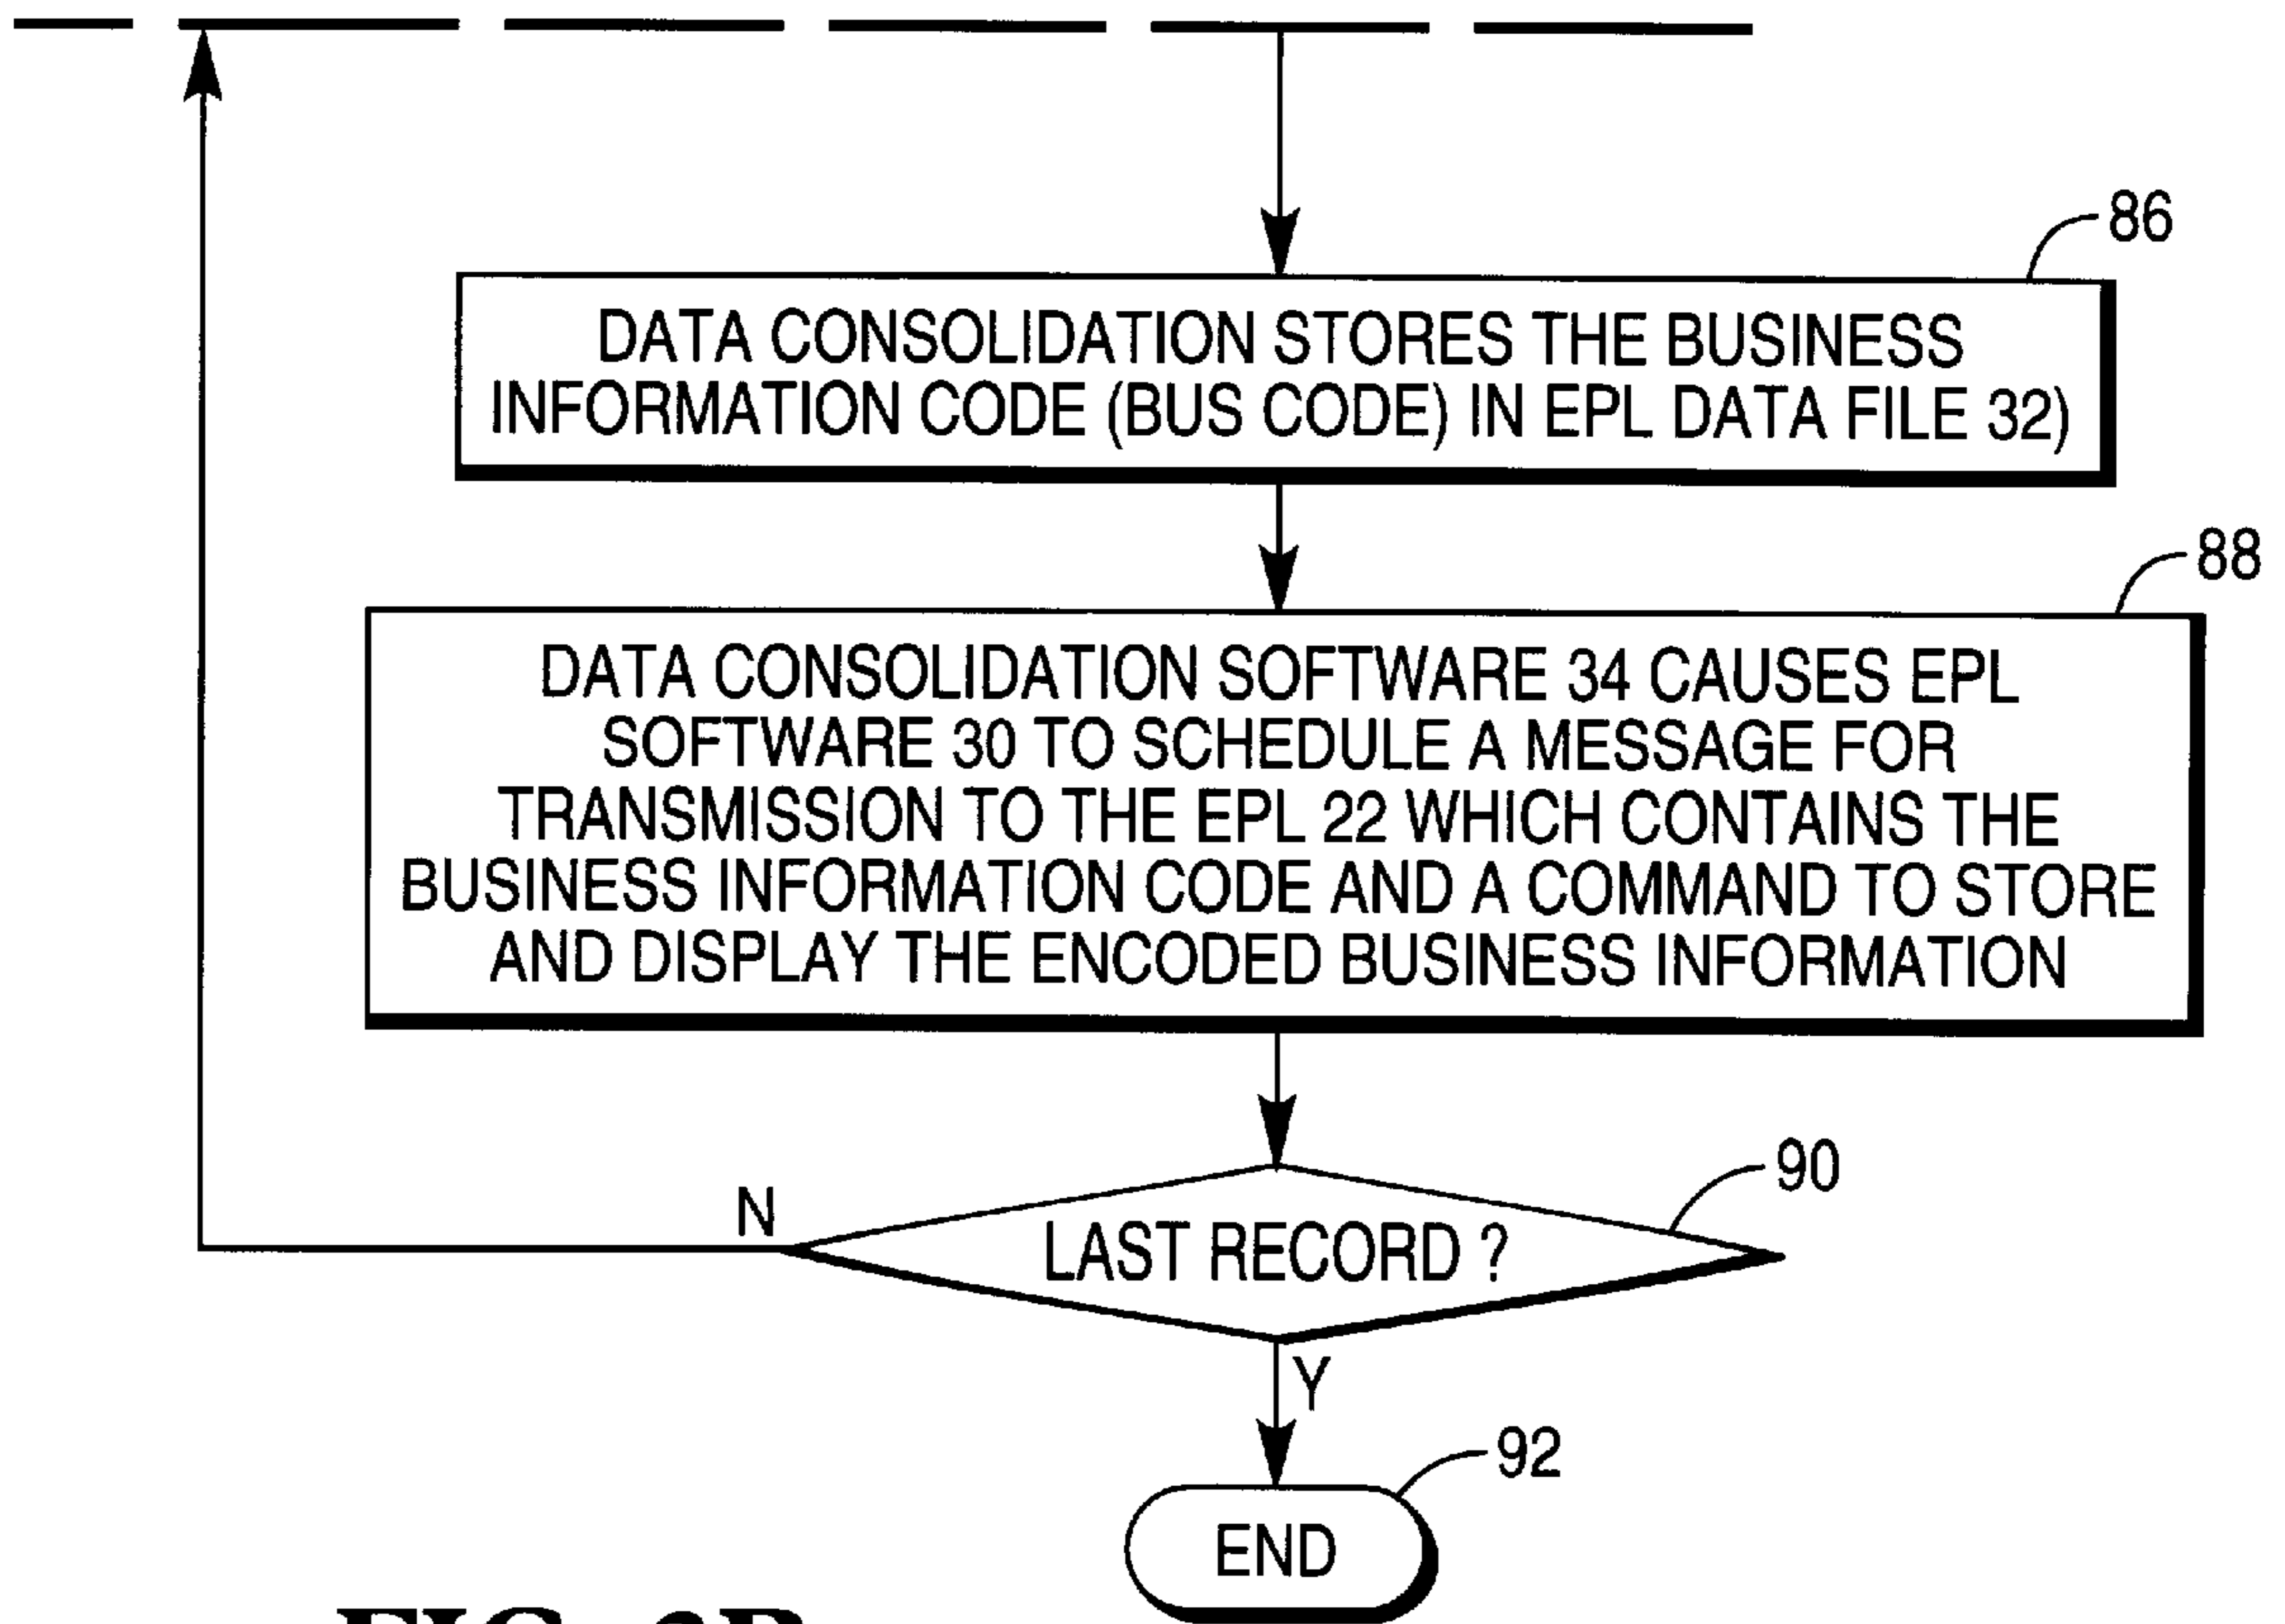 86
DATA CONSOLIDATION STORES THE BUSINESS
INFORMATION CODE (BUS CODE) IN EPL DATA FILE 32)
88
DATA CONSOLIDATION SOFTWARE 34 CAUSES EPL
SOFTWARE 30 TO SCHEDULE A MESSAGE FOR
TRANSMISSION TO THE EPL 22 WHICH CONTAINS THE
BUSINESS INFORMATION CODE AND A COMMAND TO STORE
AND DISPLAY THE ENCODED BUSINESS INFORMATION
90
N
LAST RECORD ?
Y
92
END